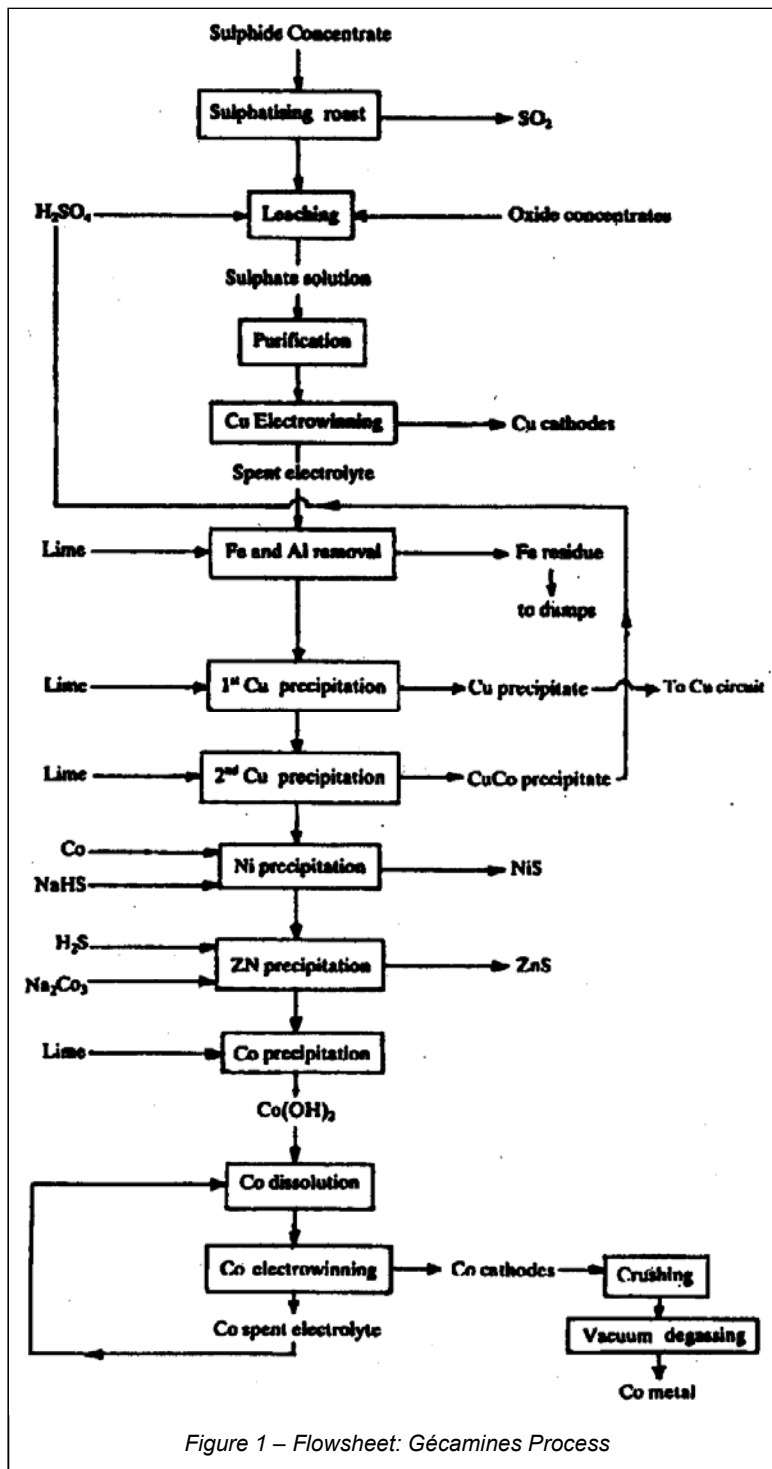 Sulphide Concentrate
Sulphatising roast
SO₂
H₂SO₄
Leaching
Oxide concentrates
Sulphate solution
Purification
Cu Electrowinning
Cu cathodes
Spent electrolyte
Lime
Fe and Al removal
Fe residue
to dumps
Lime
1ˢᵗ Cu precipitation
Cu precipitate
To Cu circuit
Lime
2ⁿᵈ Cu precipitation
CuCo precipitate
Co
NaHS
Ni precipitation
NiS
H₂S
Na₂Co₃
ZN precipitation
ZnS
Lime
Co precipitation
Co(OH)₂
Co dissolution
Co electrowinning
Co cathodes
Crushing
Co spent electrolyte
Vacuum degassing
Co metal
Figure 1 – Flowsheet: Gécamines Process